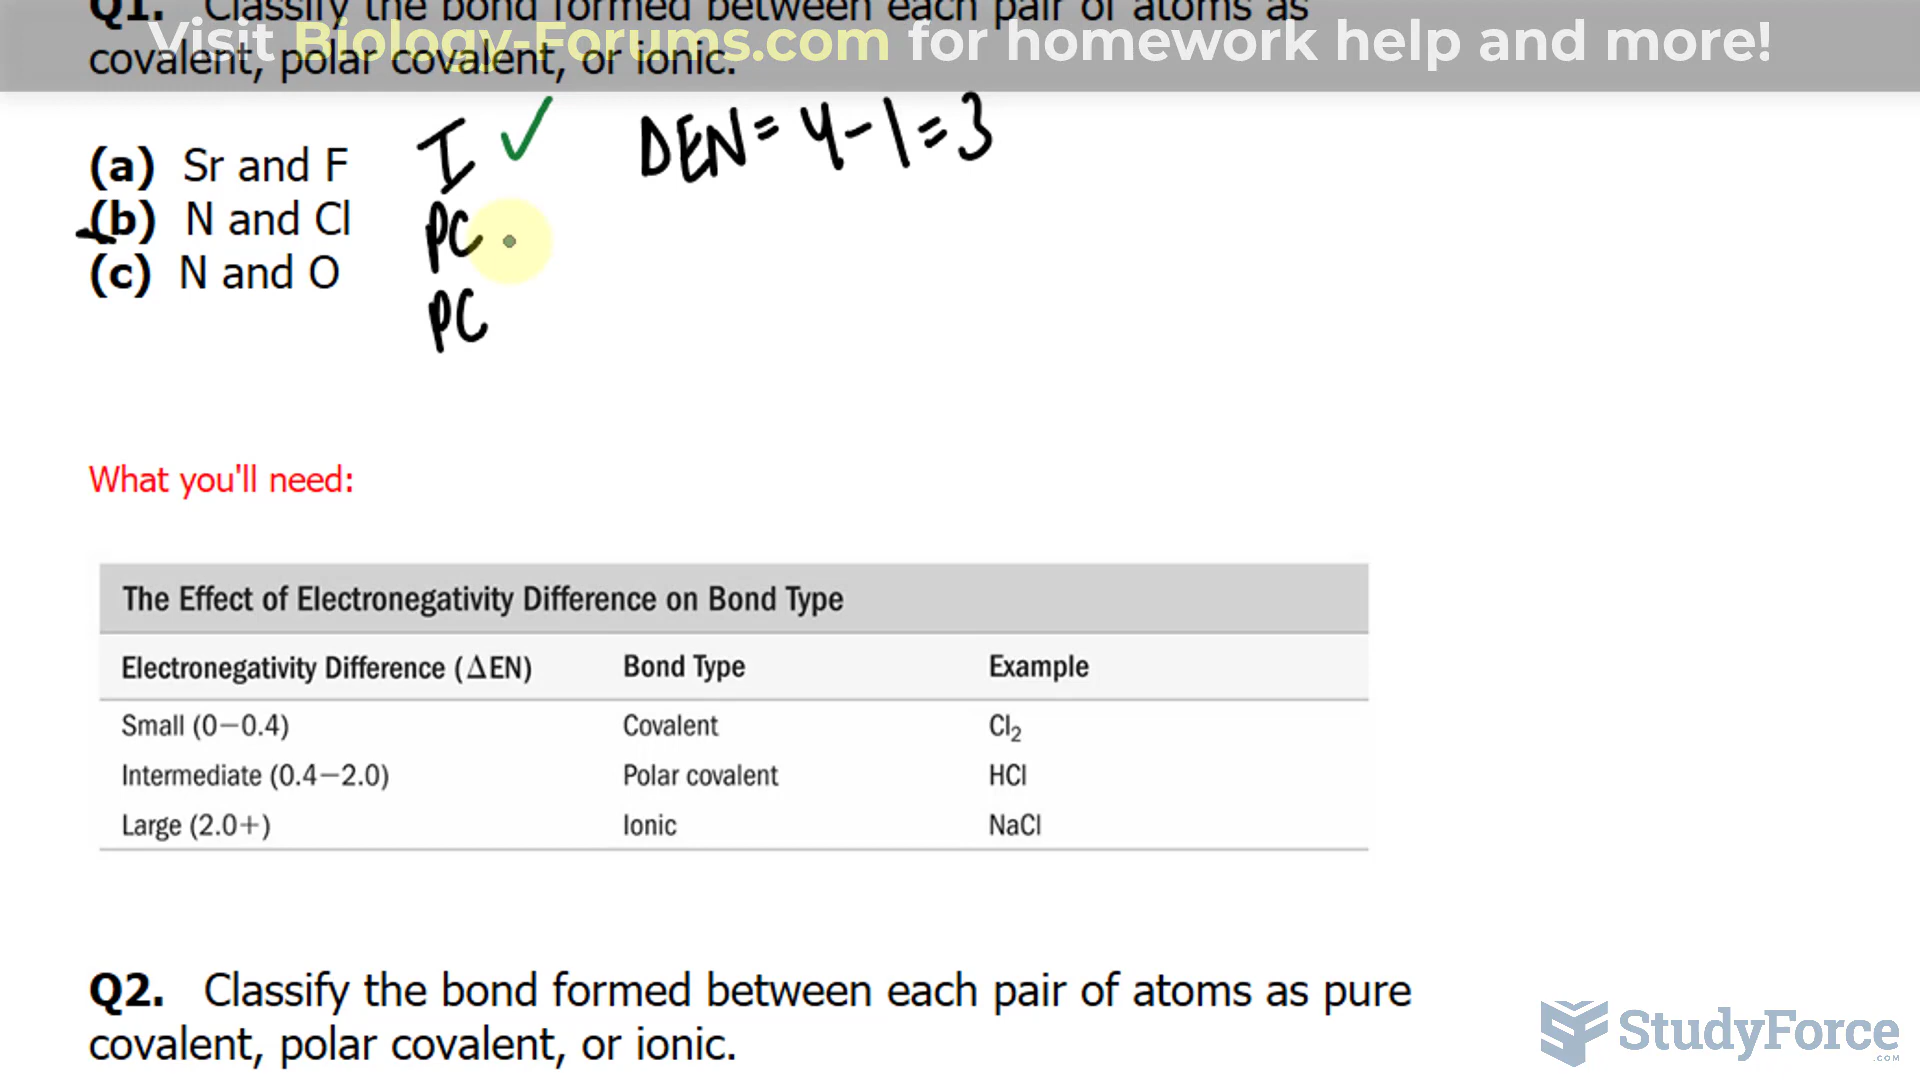 Q1. Classify the bond formed between each pair of atoms as
Visit Biology-Forums.com for homework help and more!
covalent, polar covalent, or ionic.
(a) Sr and F I ✓ DEN = 4 - 1 = 3
(b) N and Cl PC
(c) N and O PC
What you'll need:
The Effect of Electronegativity Difference on Bond Type
Electronegativity Difference (ΔEN) Bond Type Example
Small (0–0.4) Covalent Cl₂
Intermediate (0.4–2.0) Polar covalent HCl
Large (2.0+) Ionic NaCl
Q2. Classify the bond formed between each pair of atoms as pure
covalent, polar covalent, or ionic.
SF StudyForce
.COM